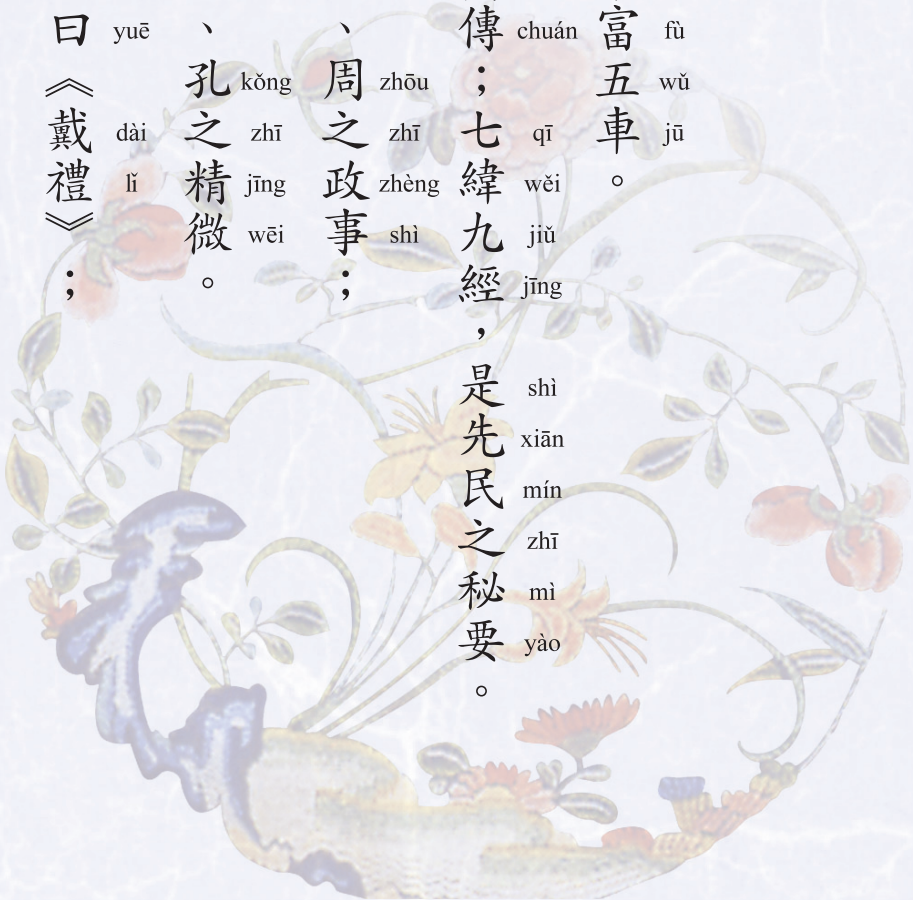 富 fù 五 wǔ 車 jū 。
傳 chuán ； 七 qī 緯 wěi 九 jiǔ 經 jīng ， 是 shì 先 xiān 民 mín 之 zhī 秘 mì 要 yào 。
、 周 zhōu 之 zhī 政 zhèng 事 shì ；
、 孔 kǒng 之 zhī 精 jīng 微 wēi 。
曰 yuē 《 戴 dài 禮 lǐ 》 ；